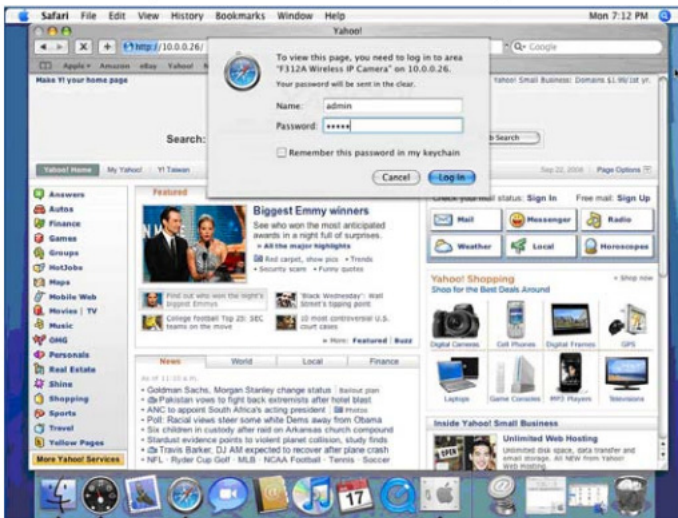 Safari File Edit View History Bookmarks Window Help Mon 7:12 PM
Yahoo!
http://10.0.0.26/ Q- Google
Apple Amazon eBay Yahoo!
To view this page, you need to log in to area
"F312A Wireless IP Camera" on 10.0.0.26.
Your password will be sent in the clear.
Name: admin
Password: •••••
Remember this password in my keychain
Cancel Log In
Make Y! your home page
Yahoo! Small Business: Domains $1.99/1st yr.
Search: b Search
Yahoo! Home My Yahoo! Y! Taiwan Sep 22, 2008 Page Options
Answers
Autos
Finance
Games
Groups
HotJobs
Maps
Mobile Web
Movies | TV
Music
OMG
Personals
Real Estate
Shine
Shopping
Sports
Travel
Yellow Pages
More Yahoo! Services
Featured
Biggest Emmy winners
See who won the most anticipated
awards in a night full of surprises.
» All the major highlights
Red carpet, show pics • Trends
• Security scare • Funny quotes
Find out who won the night's
biggest Emmys
'Black Wednesday': Wall
Street's tipping point
College football Top 25: SEC
teams on the move
10 most controversial U.S.
court cases
» More: Featured | Buzz
News World Local Finance
As of 11:10 a.m.
• Goldman Sachs, Morgan Stanley change status Bailout plan
• Pakistan vows to fight back extremists after hotel blast
• ANC to appoint South Africa's acting president Photos
• Poll: Racial views steer some white Dems away from Obama
• Six children in custody after raid on Arkansas church compound
• Stardust evidence points to violent planet collision, study finds
• Travis Barker, DJ AM expected to recover after plane crash
• NFL • Ryder Cup Golf • MLB • NCAA Football • Tennis • Soccer
Check your mail status: Sign In Free mail: Sign Up
Mail Messenger Radio
Weather Local Horoscopes
Yahoo! Shopping » Shop now
Shop for the Best Deals Around
Digital Cameras Cell Phones Digital Frames GPS
Laptops Game Consoles MP3 Players Televisions
Inside Yahoo! Small Business
Unlimited Web Hosting
Unlimited disk space, data transfer and
email storage. All NEW from Yahoo!
Web Hosting.
OPEN
17